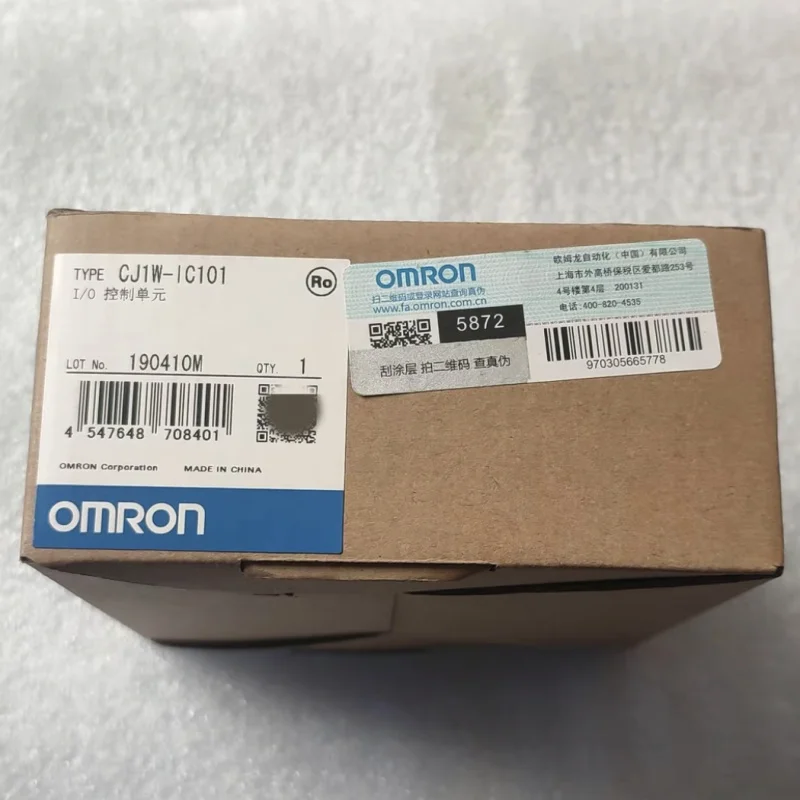 TYPE CJ1W-IC101
Ro
I/O 控制单元
LOT No. 190410M QTY. 1
4 547648 708401
OMRON Corporation MADE IN CHINA
OMRON
OMRON
扫二维码或登录网站查询真伪
www.fa.omron.com.cn
5872
刮涂层 拍二维码 查真伪
欧姆龙自动化（中国）有限公司
上海市外高桥保税区爱都路253号
4号楼第4层 200131
电话:400-820-4535
970305665778